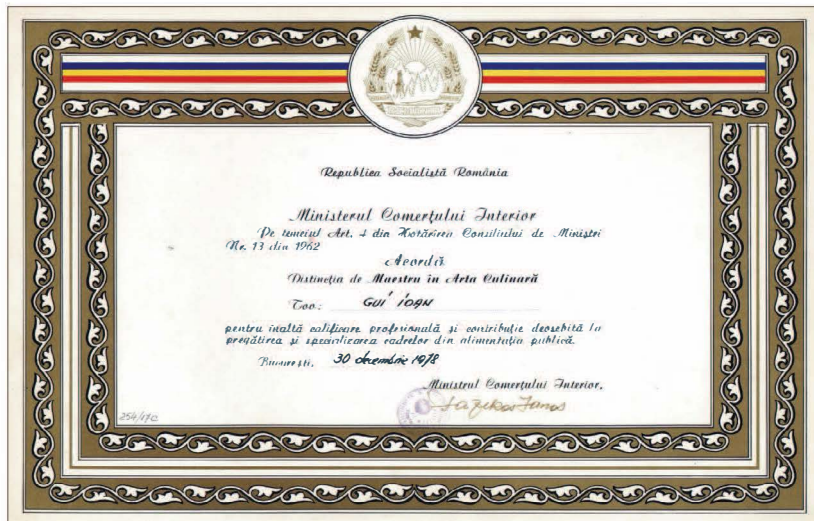 Republica Socialistă România
Ministerul Comerțului Interior
Pe temeiul Art. 4 din Hotărîrea Consiliului de Miniștri
Nr. 13 din 1962
Acordă
Distincția de Maestru în Arta Culinară
Tov.: GUI IOAN
pentru înaltă calificare profesională și contribuție deosebită la
pregătirea și specializarea cadrelor din alimentația publică.
București, 30 decembrie 1978
Ministrul Comerțului Interior,
254/1978